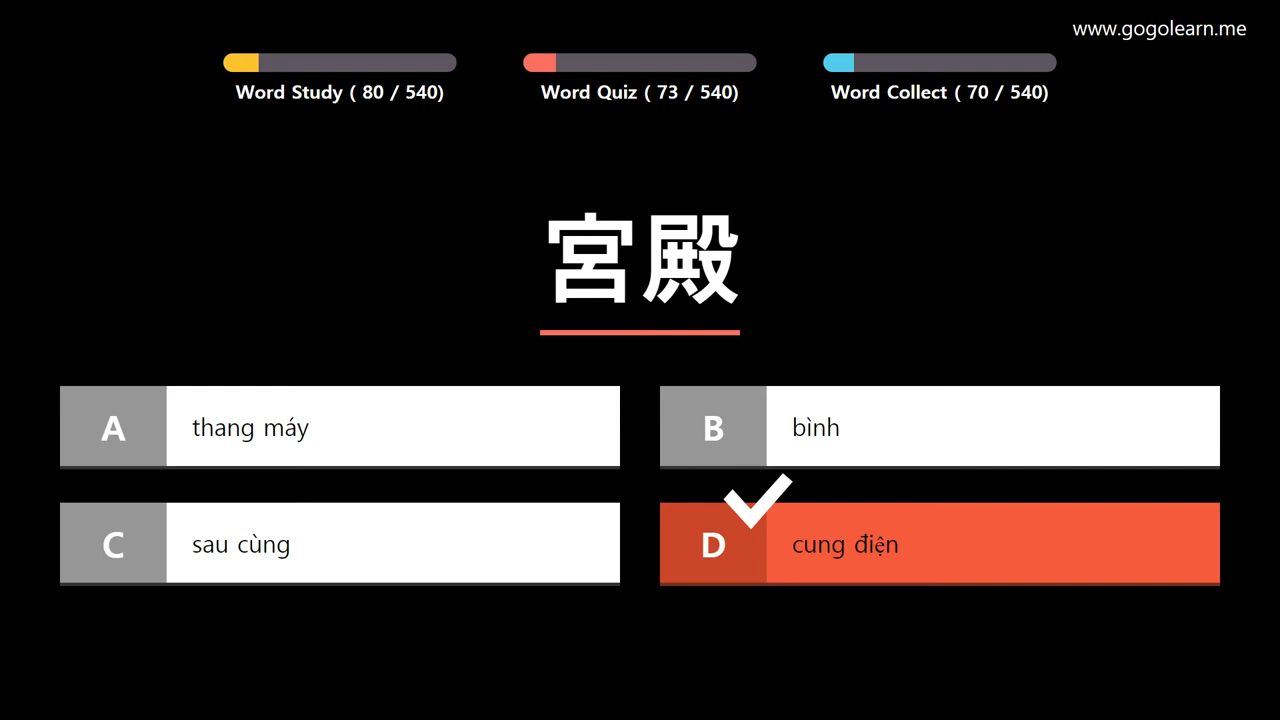 www.gogolearn.me
Word Study ( 80 / 540)
Word Quiz ( 73 / 540)
Word Collect ( 70 / 540)
宮殿
A thang máy
B bình
C sau cùng
D cung điện